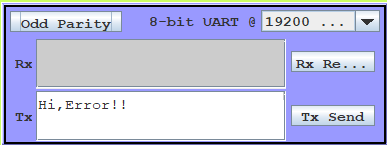 Odd Parity 8-bit UART @ 19200 ...
Rx Rx Re...
Hi,Error!!
Tx Tx Send